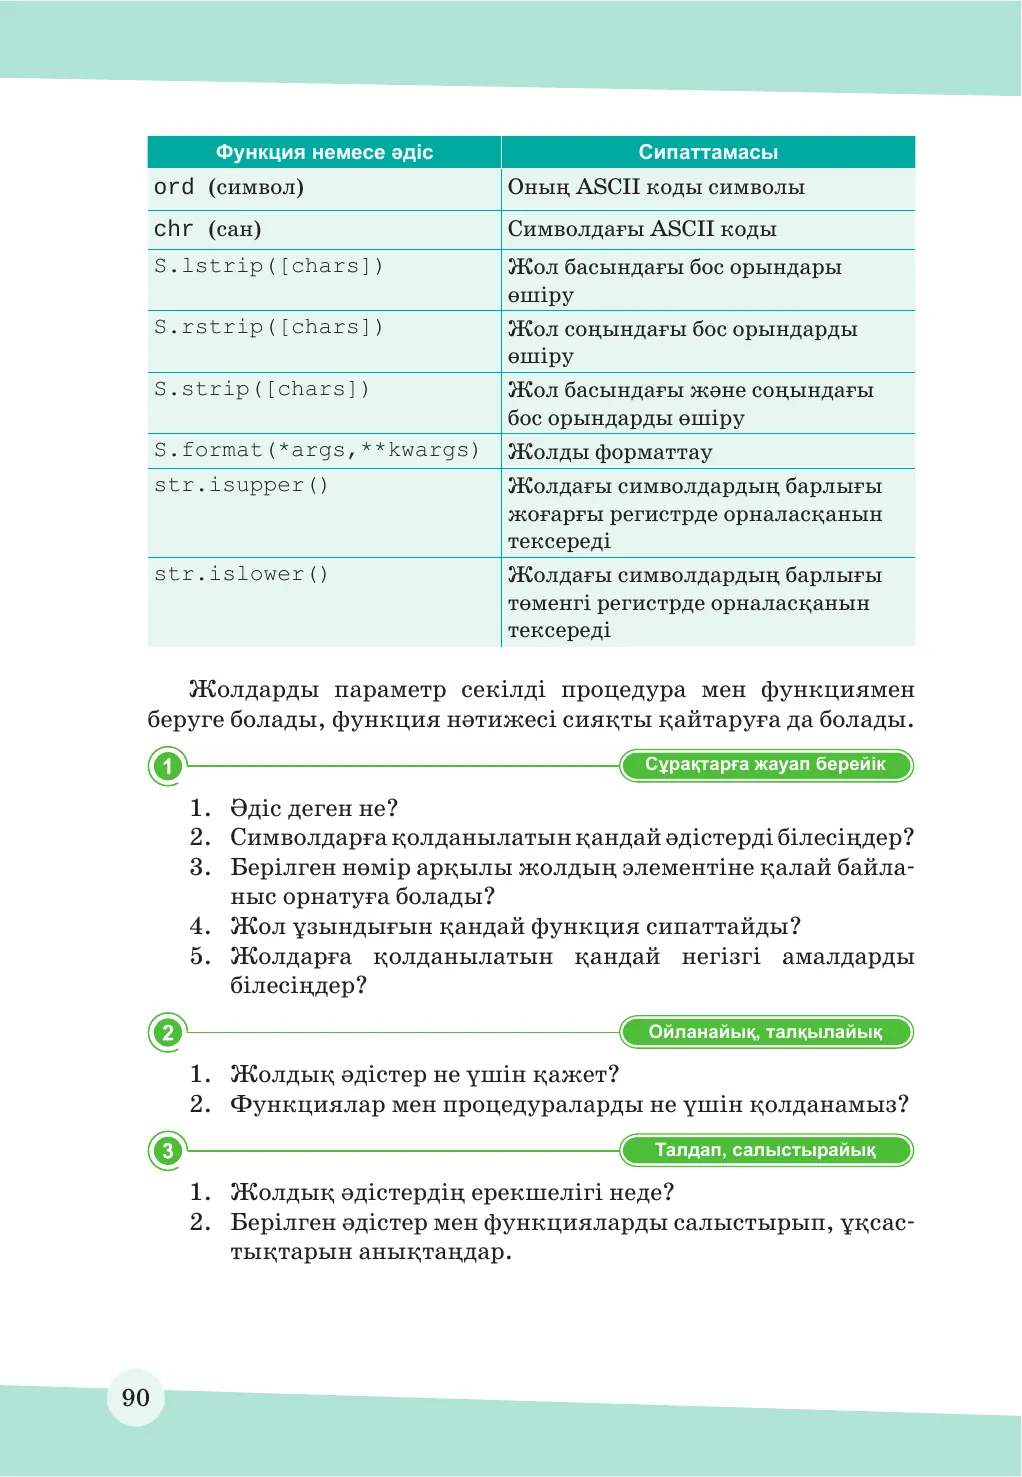 Функция немесе әдіс
Сипаттамасы
ord (символ)
Оның ASCII коды символы
chr (сан)
Символдағы ASCII коды
S.lstrip([chars])
Жол басындағы бос орындары
өшіру
S.rstrip([chars])
Жол соңындағы бос орындарды
өшіру
S.strip([chars])
Жол басындағы және соңындағы
бос орындарды өшіру
S.format(*args,**kwargs)
Жолды форматтау
str.isupper()
Жолдағы символдардың барлығы
жоғарғы регистрде орналасқанын
тексереді
str.islower()
Жолдағы символдардың барлығы
төменгі регистрде орналасқанын
тексереді
Жолдарды параметр секілді процедура мен функциямен
беруге болады, функция нәтижесі сияқты қайтаруға да болады.
1
Сұрақтарға жауап берейік
1. Әдіс деген не?
2. Символдарға қолданылатын қандай әдістерді білесіңдер?
3. Берілген нөмір арқылы жолдың элементіне қалай байла-
ныс орнатуға болады?
4. Жол ұзындығын қандай функция сипаттайды?
5. Жолдарға қолданылатын қандай негізгі амалдарды
білесіңдер?
2
Ойланайық, талқылайық
1. Жолдық әдістер не үшін қажет?
2. Функциялар мен процедураларды не үшін қолданамыз?
3
Талдап, салыстырайық
1. Жолдық әдістердің ерекшелігі неде?
2. Берілген әдістер мен функцияларды салыстырып, ұқсас-
тықтарын анықтаңдар.
90